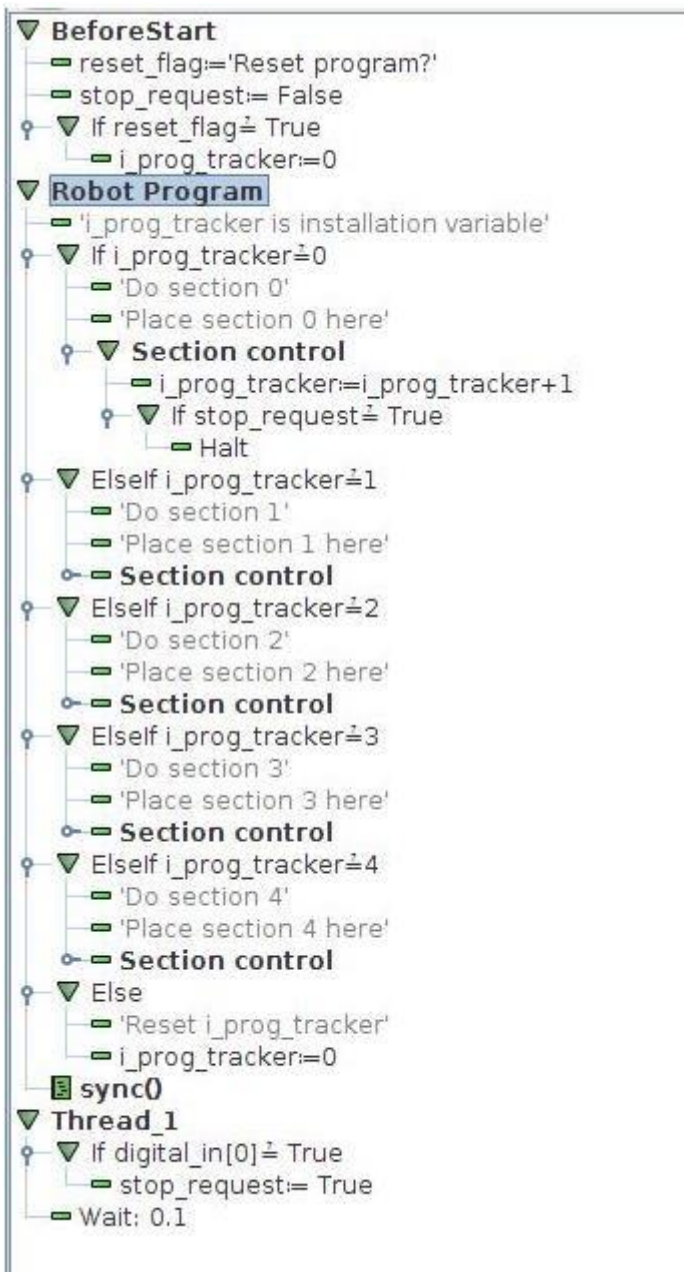 BeforeStart
reset_flag≔'Reset program?'
stop_request≔ False
If reset_flag≟ True
i_prog_tracker≔0
Robot Program
'i_prog_tracker is installation variable'
If i_prog_tracker≟0
'Do section 0'
'Place section 0 here'
Section control
i_prog_tracker≔i_prog_tracker+1
If stop_request≟ True
Halt
ElseIf i_prog_tracker≟1
'Do section 1'
'Place section 1 here'
Section control
ElseIf i_prog_tracker≟2
'Do section 2'
'Place section 2 here'
Section control
ElseIf i_prog_tracker≟3
'Do section 3'
'Place section 3 here'
Section control
ElseIf i_prog_tracker≟4
'Do section 4'
'Place section 4 here'
Section control
Else
'Reset i_prog_tracker'
i_prog_tracker≔0
sync()
Thread_1
If digital_in[0]≟ True
stop_request≔ True
Wait: 0.1